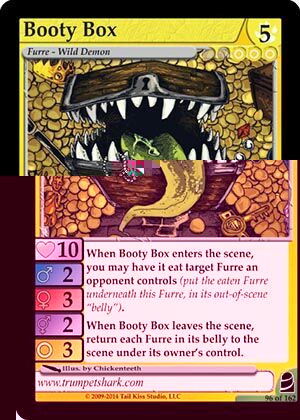 Booty Box
5
Furre - Wild Demon
10 When Booty Box enters the scene,
you may have it eat target Furre an
2 opponent controls (put the eaten Furre
underneath this Furre, in its out-of-scene
3 "belly").
2 When Booty Box leaves the scene,
return each Furre in its belly to the
3 scene under its owner's control.
Illus. by Chickenteeth
www.trumpetshark.com
96 of 162
© 2009-2014 Tail Kiss Studio, LLC